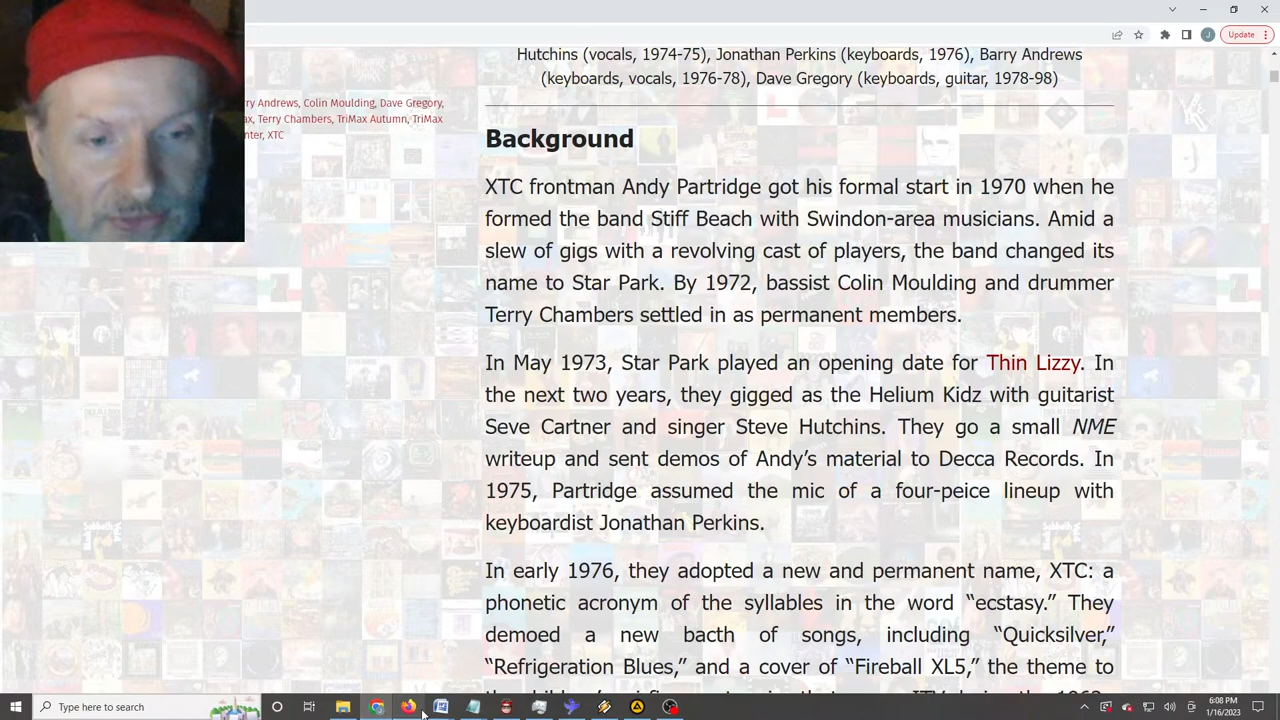 Update
Hutchins (vocals, 1974-75), Jonathan Perkins (keyboards, 1976), Barry Andrews
(keyboards, vocals, 1976-78), Dave Gregory (keyboards, guitar, 1978-98)
ry Andrews, Colin Moulding, Dave Gregory,
ax, Terry Chambers, TriMax Autumn, TriMax
nter, XTC
Background
XTC frontman Andy Partridge got his formal start in 1970 when he
formed the band Stiff Beach with Swindon-area musicians. Amid a
slew of gigs with a revolving cast of players, the band changed its
name to Star Park. By 1972, bassist Colin Moulding and drummer
Terry Chambers settled in as permanent members.
In May 1973, Star Park played an opening date for Thin Lizzy. In
the next two years, they gigged as the Helium Kidz with guitarist
Seve Cartner and singer Steve Hutchins. They go a small NME
writeup and sent demos of Andy’s material to Decca Records. In
1975, Partridge assumed the mic of a four-peice lineup with
keyboardist Jonathan Perkins.
In early 1976, they adopted a new and permanent name, XTC: a
phonetic acronym of the syllables in the word “ecstasy.” They
demoed a new bacth of songs, including “Quicksilver,”
“Refrigeration Blues,” and a cover of “Fireball XL5,” the theme to
Type here to search
6:08 PM
1/16/2023